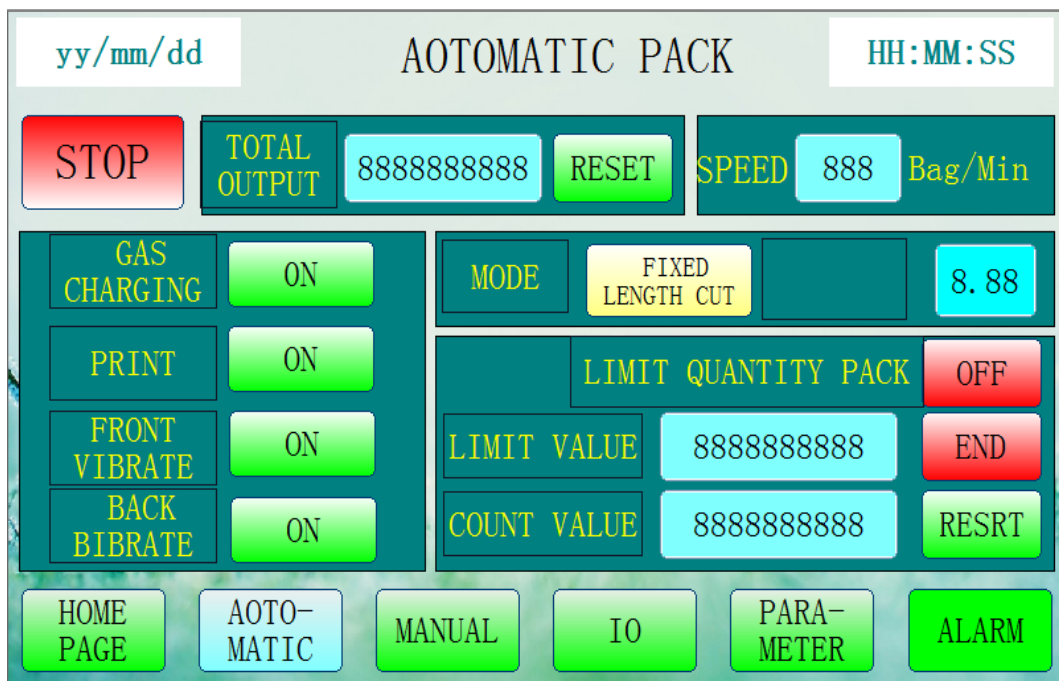 yy/mm/dd
AOTOMATIC PACK
HH:MM:SS
STOP
TOTAL
OUTPUT
8888888888
RESET
SPEED
888
Bag/Min
GAS
CHARGING
ON
PRINT
ON
FRONT
VIBRATE
ON
BACK
BIBRATE
ON
MODE
FIXED
LENGTH CUT
8.88
LIMIT QUANTITY PACK
OFF
LIMIT VALUE
8888888888
END
COUNT VALUE
8888888888
RESRT
HOME
PAGE
AOTO-
MATIC
MANUAL
IO
PARA-
METER
ALARM